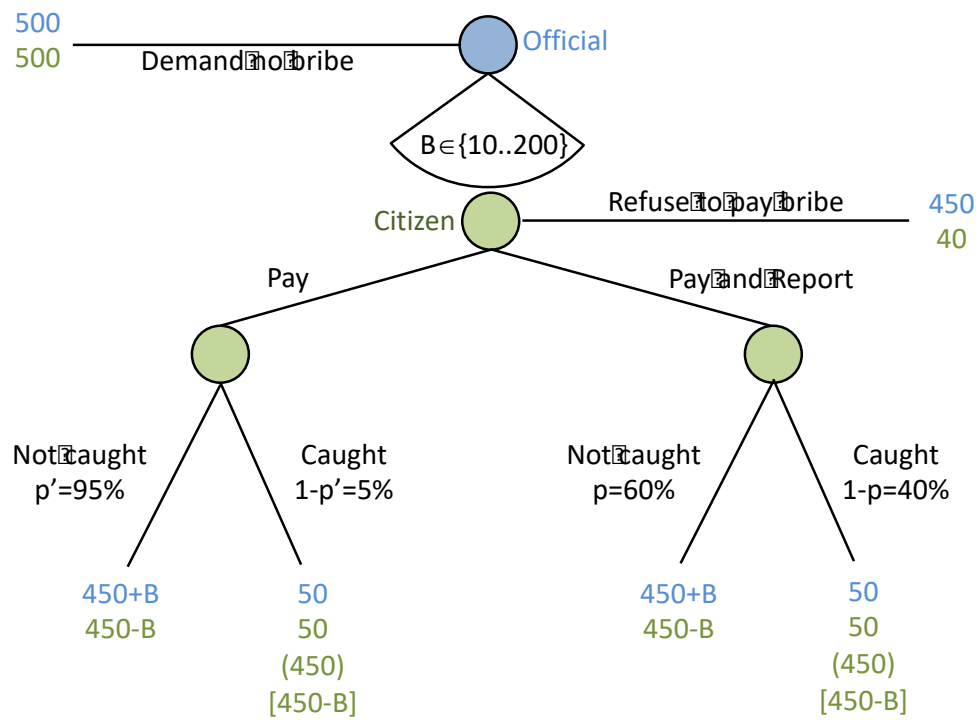 500
500
Official
Demand no bribe
B∈{10..200}
Citizen
Refuse to pay bribe
450
40
Pay
Pay and Report
Not caught
p’=95%
Caught
1-p’=5%
Not caught
p=60%
Caught
1-p=40%
450+B
450-B
50
50
(450)
[450-B]
450+B
450-B
50
50
(450)
[450-B]